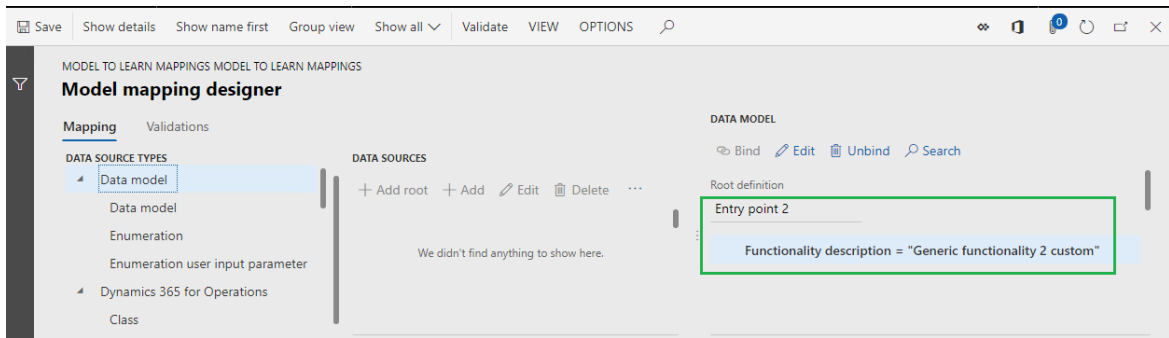 Save Show details Show name first Group view Show all Validate VIEW OPTIONS 0
MODEL TO LEARN MAPPINGS MODEL TO LEARN MAPPINGS
Model mapping designer
Mapping Validations
DATA SOURCE TYPES
Data model
Data model
Enumeration
Enumeration user input parameter
Dynamics 365 for Operations
Class
DATA SOURCES
+ Add root + Add Edit Delete ...
We didn't find anything to show here.
DATA MODEL
Bind Edit Unbind Search
Root definition
Entry point 2
Functionality description = "Generic functionality 2 custom"